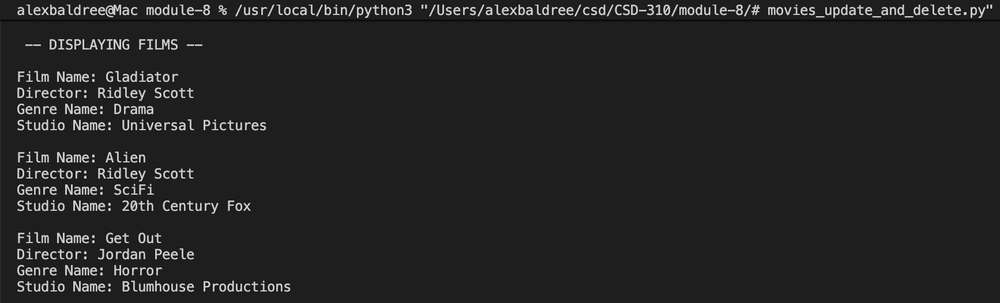 alexbaldree@Mac module-8 % /usr/local/bin/python3 "/Users/alexbaldree/csd/CSD-310/module-8/# movies_update_and_delete.py"
-- DISPLAYING FILMS --
Film Name: Gladiator
Director: Ridley Scott
Genre Name: Drama
Studio Name: Universal Pictures
Film Name: Alien
Director: Ridley Scott
Genre Name: SciFi
Studio Name: 20th Century Fox
Film Name: Get Out
Director: Jordan Peele
Genre Name: Horror
Studio Name: Blumhouse Productions